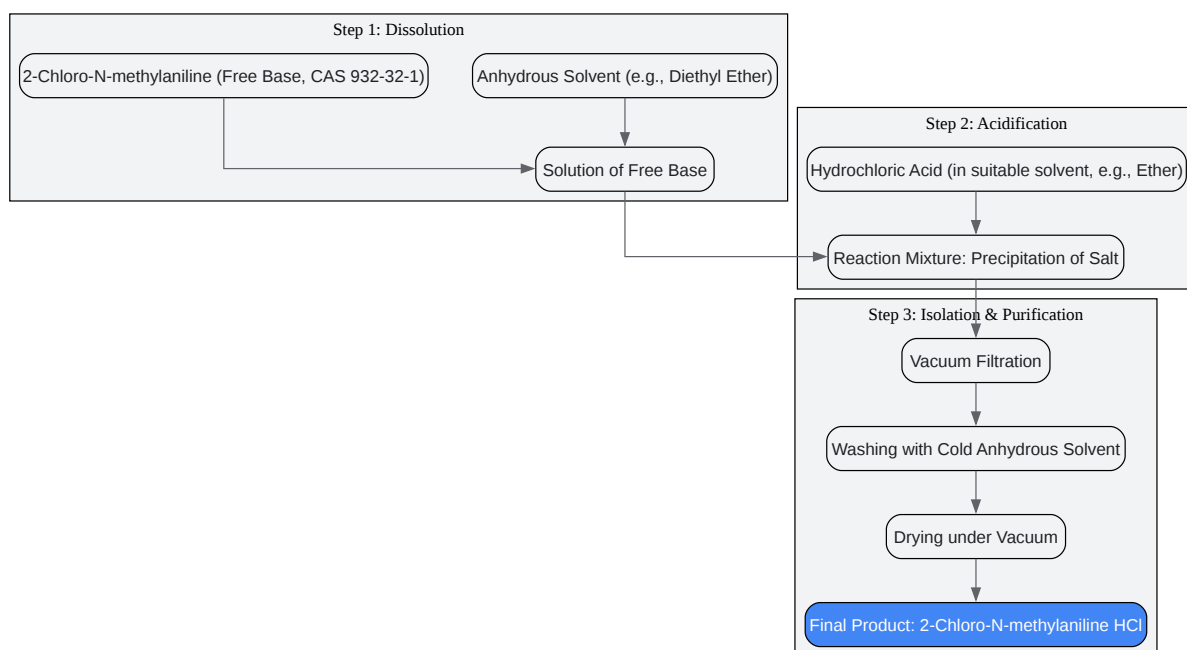 Step 1: Dissolution
2-Chloro-N-methylaniline (Free Base, CAS 932-32-1)
Anhydrous Solvent (e.g., Diethyl Ether)
Solution of Free Base
Step 2: Acidification
Hydrochloric Acid (in suitable solvent, e.g., Ether)
Reaction Mixture: Precipitation of Salt
Step 3: Isolation & Purification
Vacuum Filtration
Washing with Cold Anhydrous Solvent
Drying under Vacuum
Final Product: 2-Chloro-N-methylaniline HCl